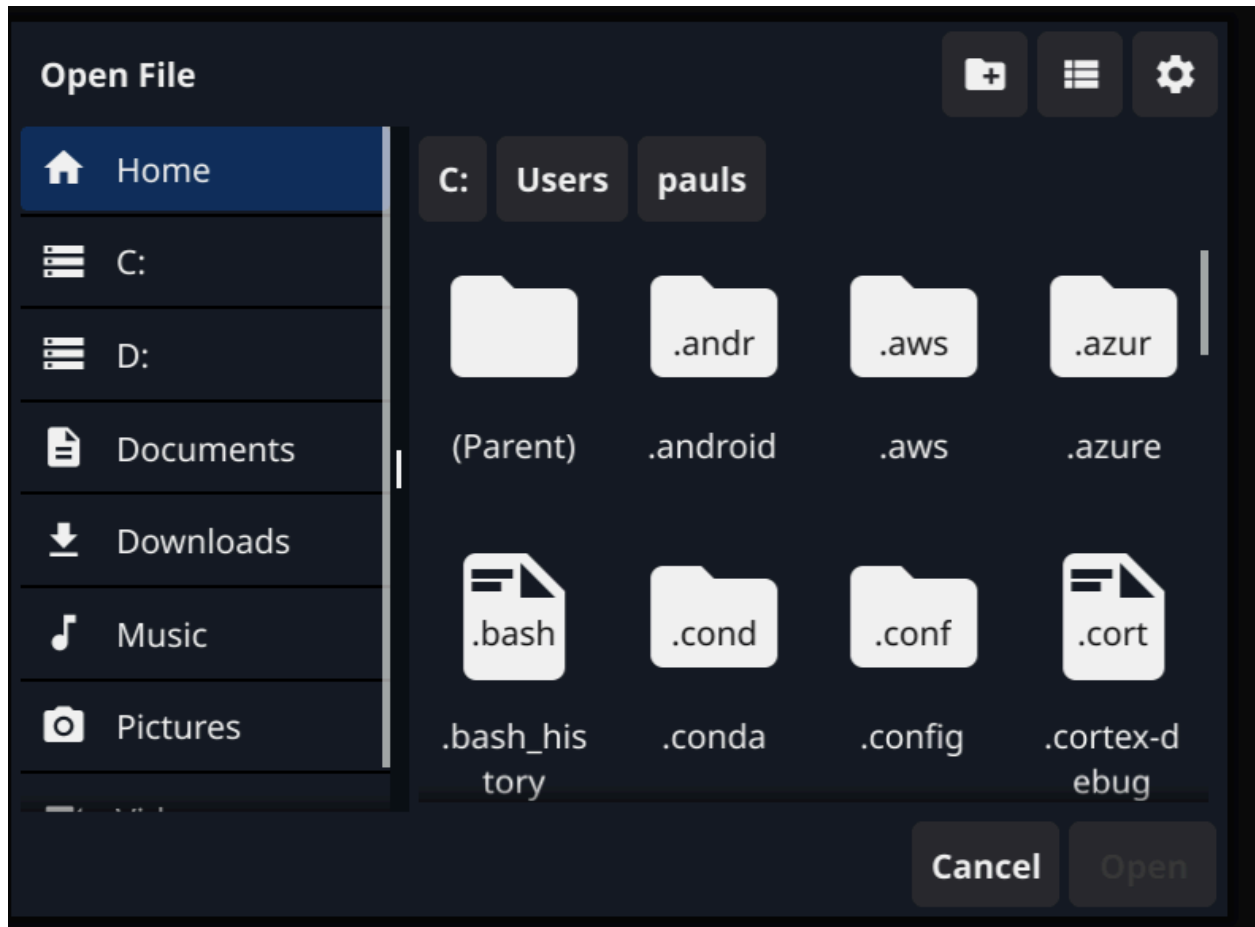 Open File
Home
C:
D:
Documents
Downloads
Music
Pictures
C: Users pauls
.andr .aws .azur
(Parent) .android .aws .azure
.bash .cond .conf .cort
.bash_his .conda .config .cortex-d
tory ebug
Cancel Open